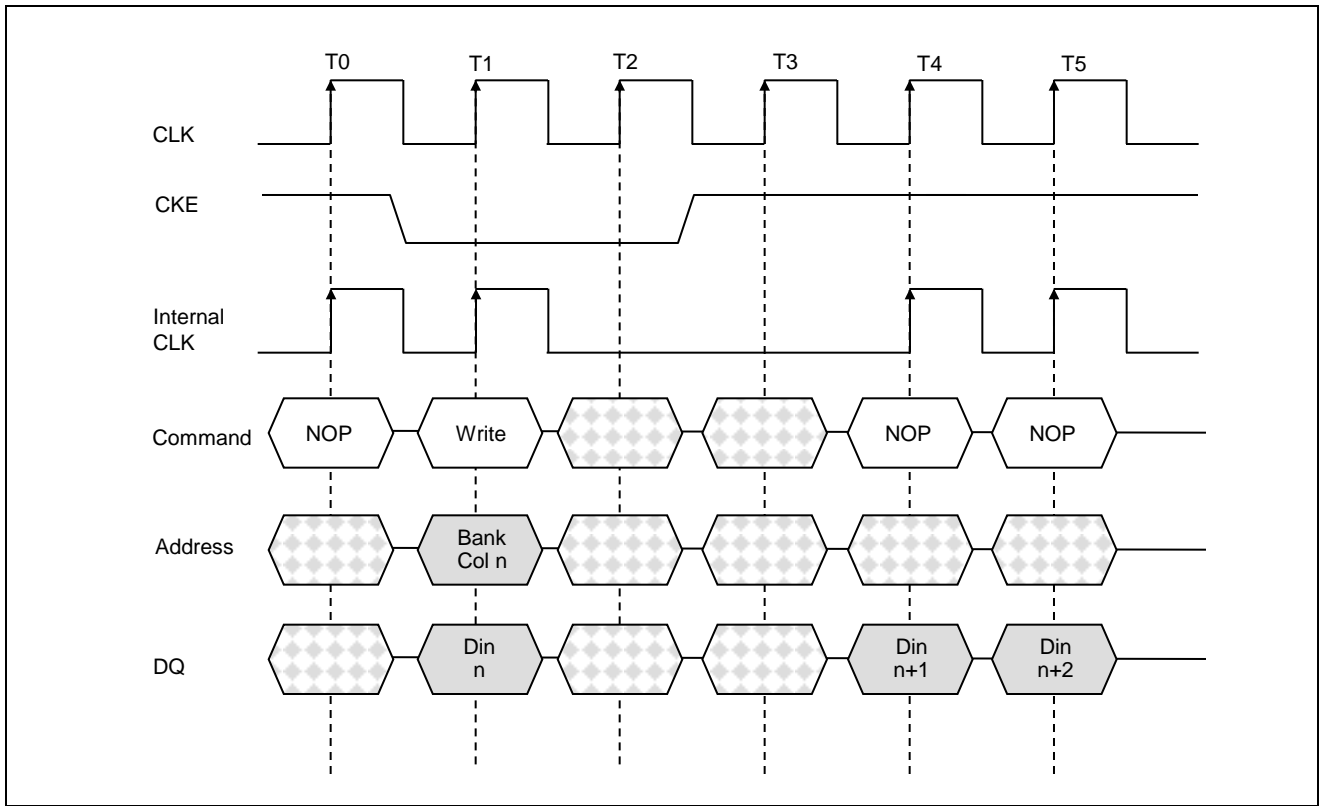 T0 T1 T2 T3 T4 T5
CLK
CKE
Internal
CLK
Command NOP Write NOP NOP
Address Bank
Col n
DQ Din Din Din
n n+1 n+2